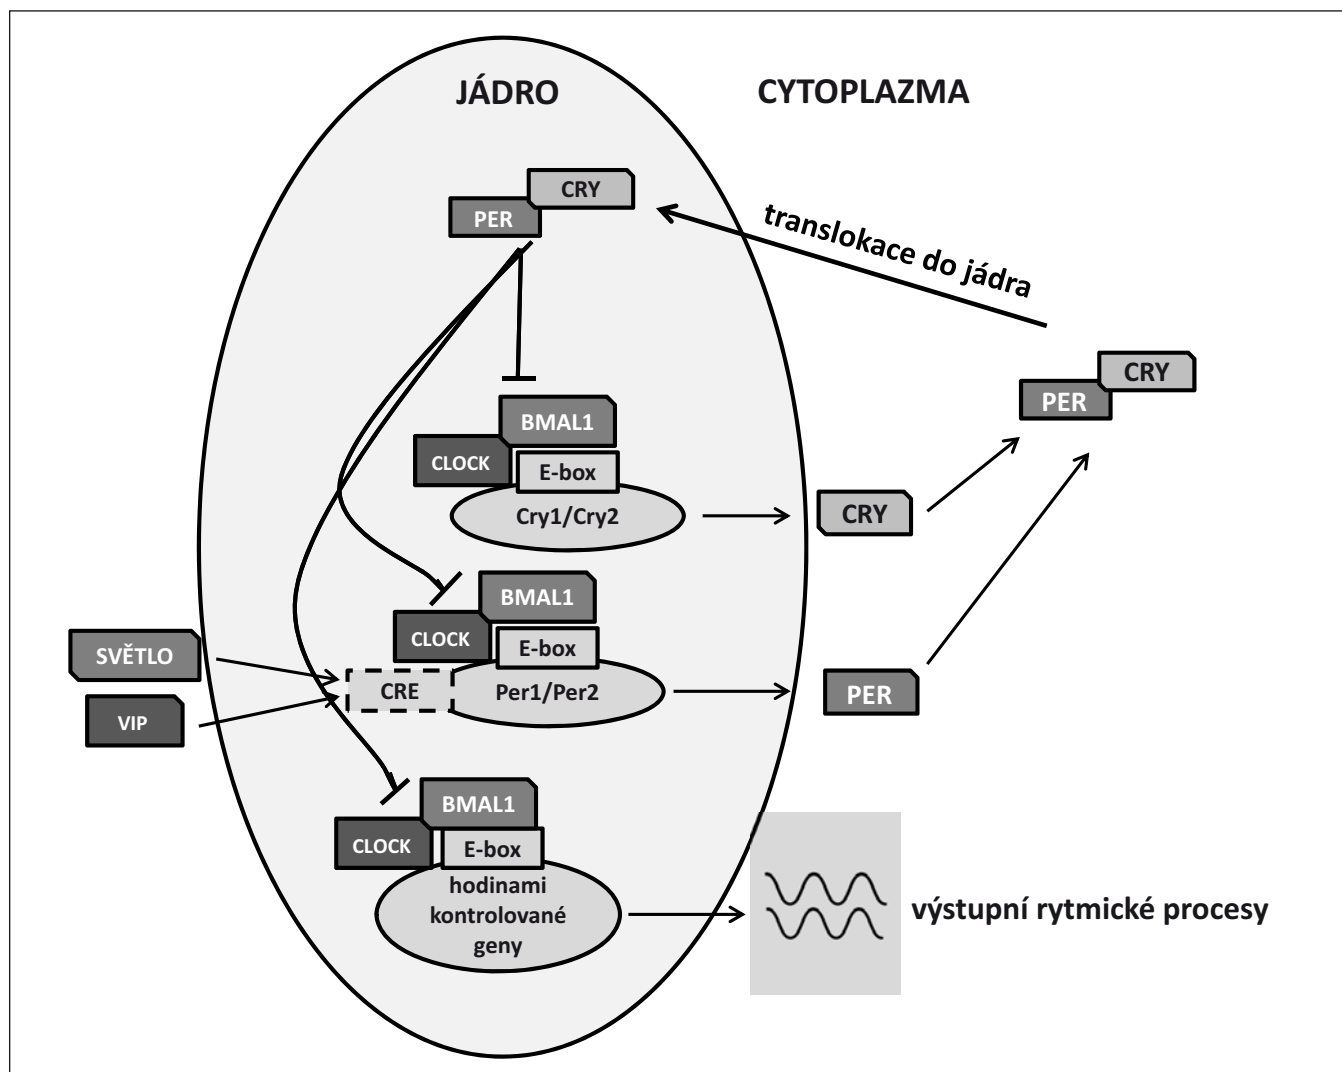 JÁDRO
CYTOPLAZMA
CRY
PER
translokace do jádra
CRY
PER
BMAL1
CLOCK
E-box
Cry1/Cry2
CRY
BMAL1
CLOCK
E-box
SVĚTLO
CRE
Per1/Per2
PER
VIP
BMAL1
CLOCK
E-box
hodinami
kontrolované
geny
výstupní rytmické procesy